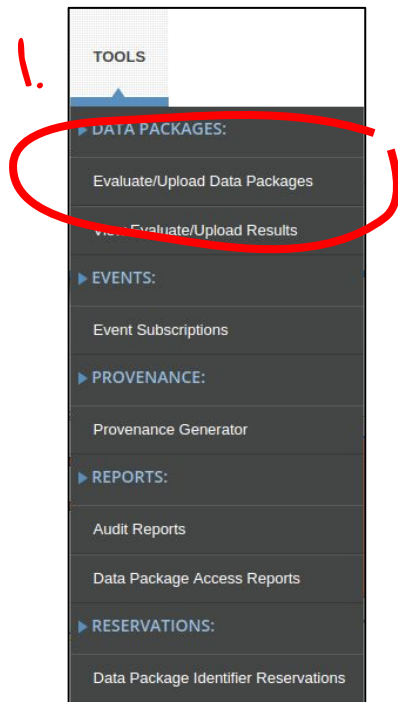 1.
TOOLS
DATA PACKAGES:
Evaluate/Upload Data Packages
View Evaluate/Upload Results
EVENTS:
Event Subscriptions
PROVENANCE:
Provenance Generator
REPORTS:
Audit Reports
Data Package Access Reports
RESERVATIONS:
Data Package Identifier Reservations